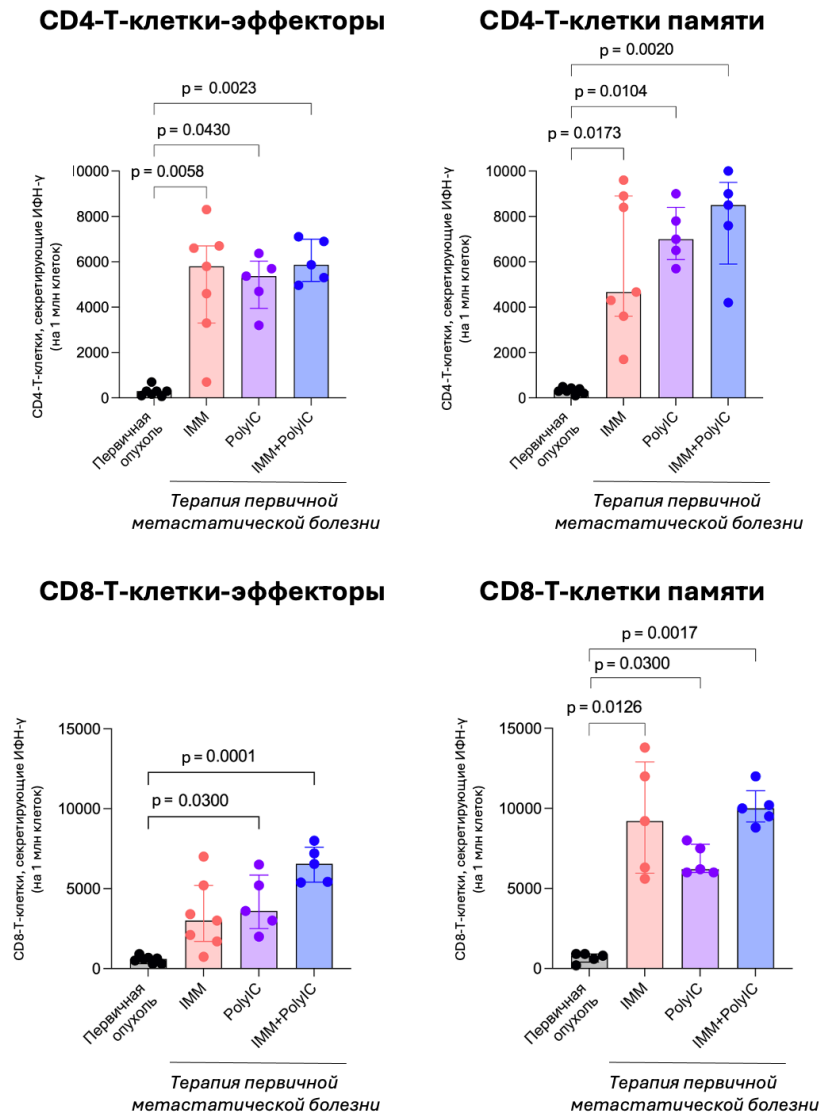 CD4-Т-клетки-эффекторы
p = 0.0023
p = 0.0430
p = 0.0058
CD4-Т-клетки, секретирующие ИФН-γ
(на 1 млн клеток)
10000
8000
6000
4000
2000
0
Первичная
опухоль
IMM
PolyIC
IMM+PolyIC
Терапия первичной
метастатической болезни
CD4-Т-клетки памяти
p = 0.0020
p = 0.0104
p = 0.0173
CD4-Т-клетки, секретирующие ИФН-γ
(на 1 млн клеток)
10000
8000
6000
4000
2000
0
Первичная
опухоль
IMM
PolyIC
IMM+PolyIC
Терапия первичной
метастатической болезни
CD8-Т-клетки-эффекторы
p = 0.0001
p = 0.0300
CD8-Т-клетки, секретирующие ИФН-γ
(на 1 млн клеток)
15000
10000
5000
0
Первичная
опухоль
IMM
PolyIC
IMM+PolyIC
Терапия первичной
метастатической болезни
CD8-Т-клетки памяти
p = 0.0017
p = 0.0300
p = 0.0126
CD8-Т-клетки, секретирующие ИФН-γ
(на 1 млн клеток)
15000
10000
5000
0
Первичная
опухоль
IMM
PolyIC
IMM+PolyIC
Терапия первичной
метастатической болезни